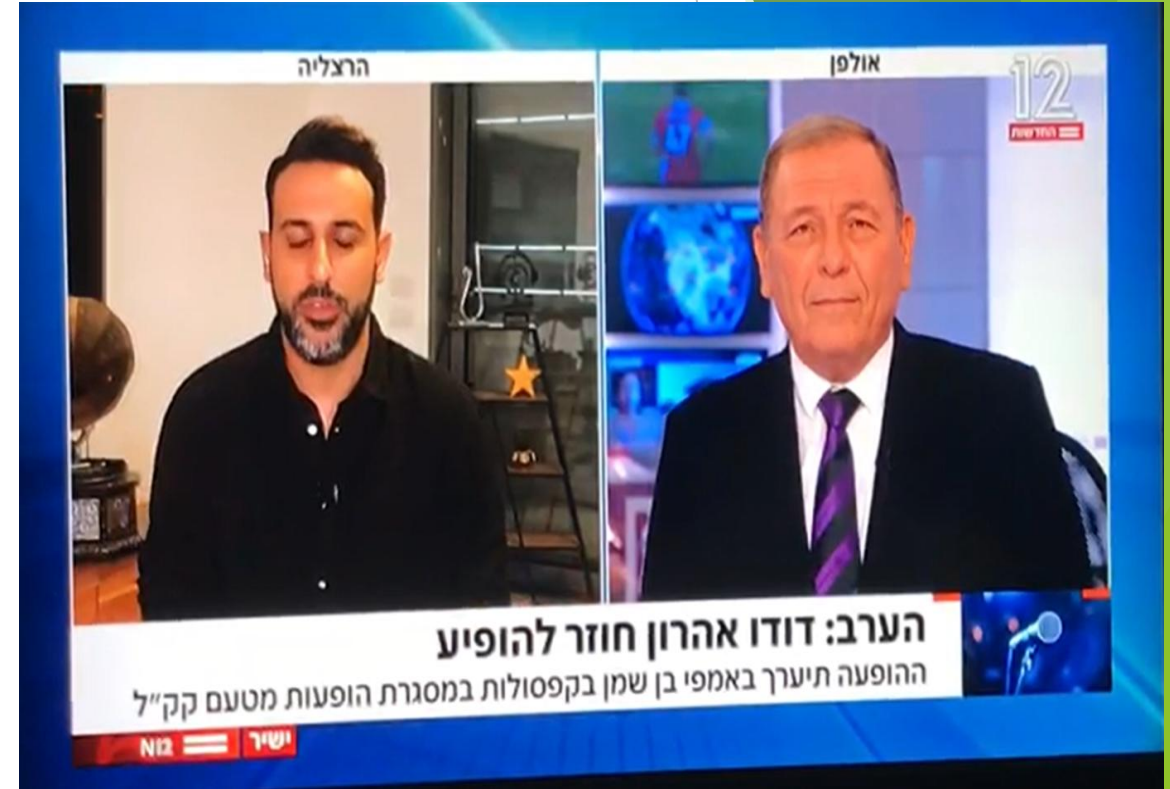 אולפן
הרצליה
12
החדשות
47
הערב: דודו אהרון חוזר להופיע
ההופעה תיערך באמפי בן שמן בקפסולות במסגרת הופעות מטעם קק״ל
ישיר
N12